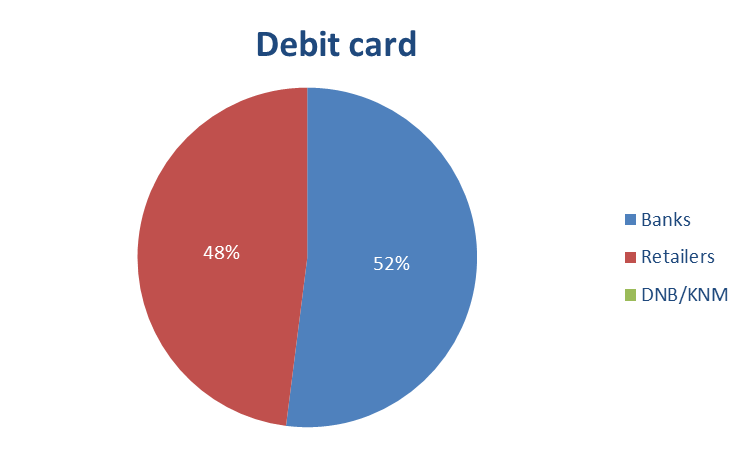 Debit card
48%
52%
Banks
Retailers
DNB/KNM